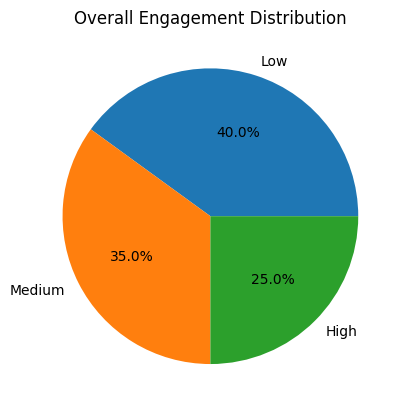 Overall Engagement Distribution
Low
40.0%
35.0%
Medium
25.0%
High